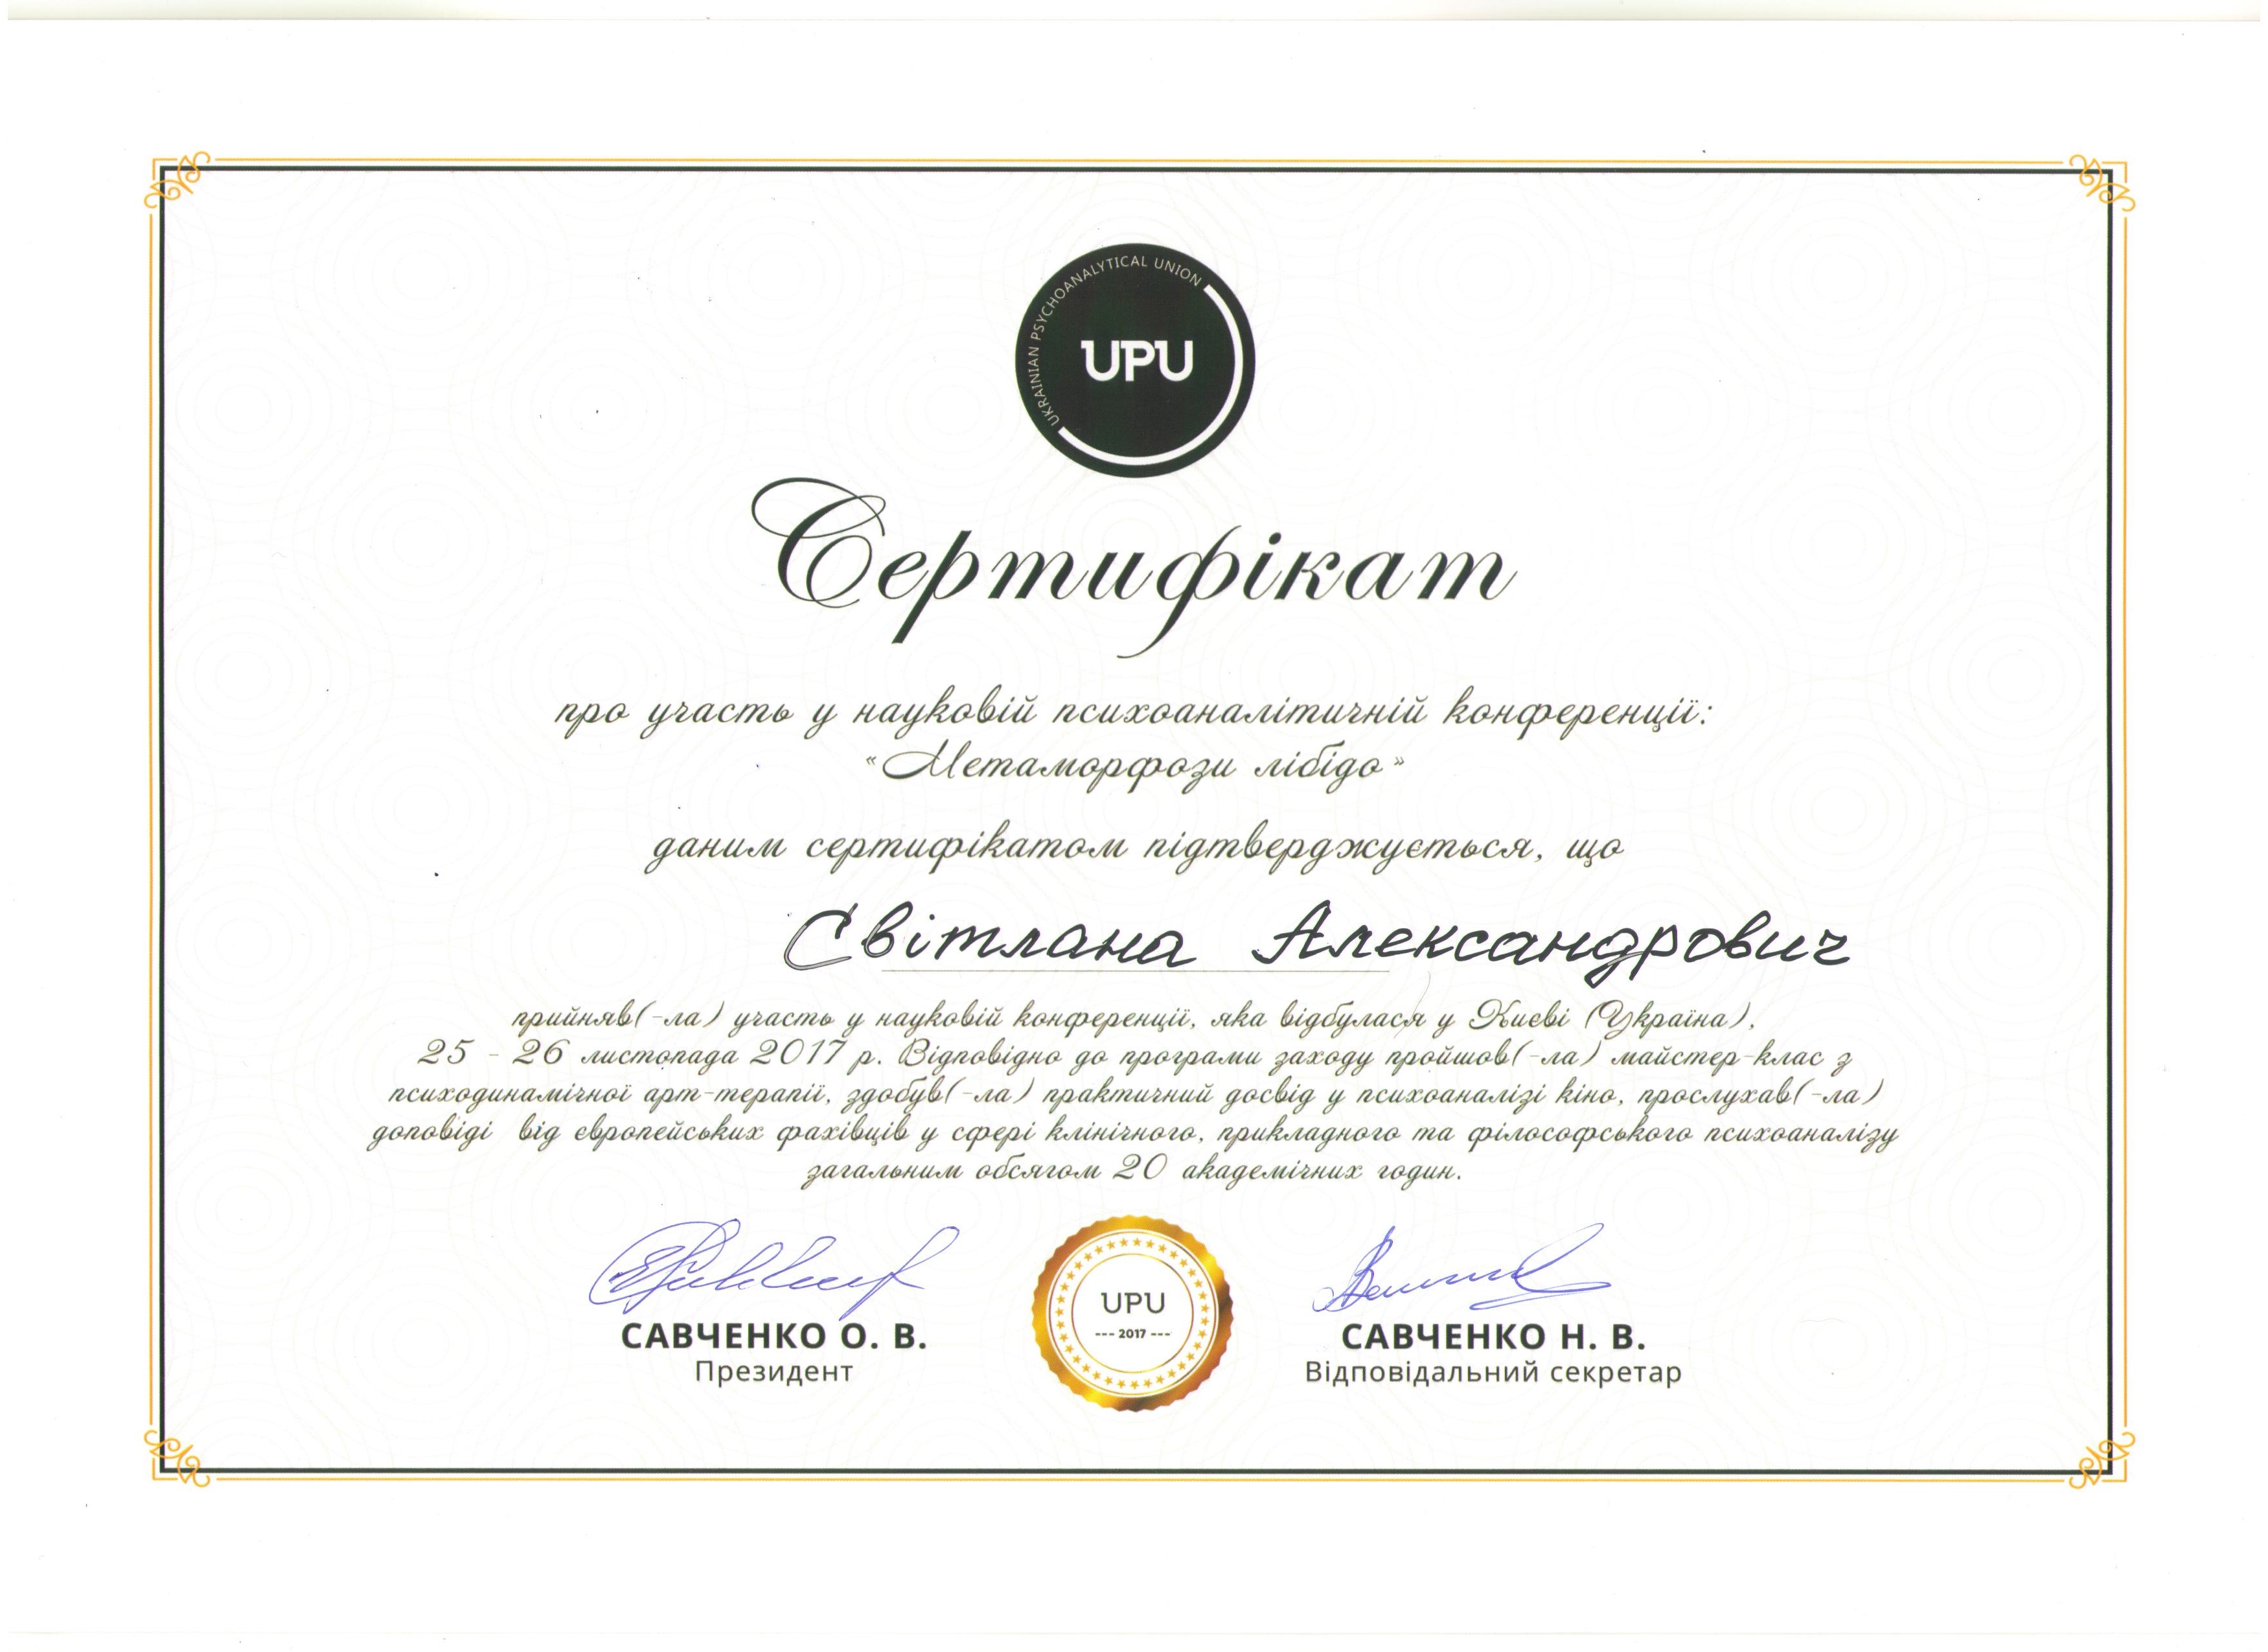 UKRAINIAN PSYCHOANALYTICAL UNION
UPU
Сертифікат
про участь у науковій психоаналітичній конференції:
“Метаморфози лібідо”
даним сертифікатом підтверджується, що
Світлана Александрович
прийняв(-ла) участь у науковій конференції, яка відбулася у Києві (Україна),
25 - 26 листопада 2017 р. Відповідно до програми заходу пройшов(-ла) майстер-клас з
психодинамічної арт-терапії, здобув(-ла) практичний досвід у психоаналізі кіно, прослухав(-ла)
доповіді від європейських фахівців у сфері клінічного, прикладного та філософського психоаналізу
загальним обсягом 20 академічних годин.
САВЧЕНКО О. В.
Президент
UPU
--- 2017 ---
САВЧЕНКО Н. В.
Відповідальний секретар